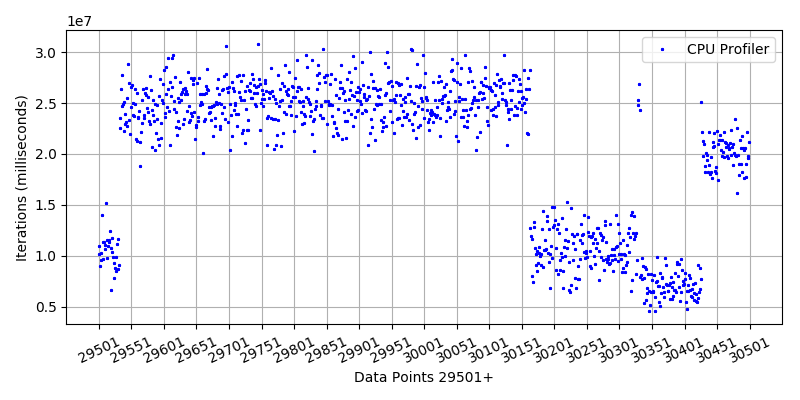 1e7
CPU Profiler
3.0
2.5
2.0
1.5
1.0
0.5
Iterations (milliseconds)
29501 29551 29601 29651 29701 29751 29801 29851 29901 29951 30001 30051 30101 30151 30201 30251 30301 30351 30401 30451 30501
Data Points 29501+